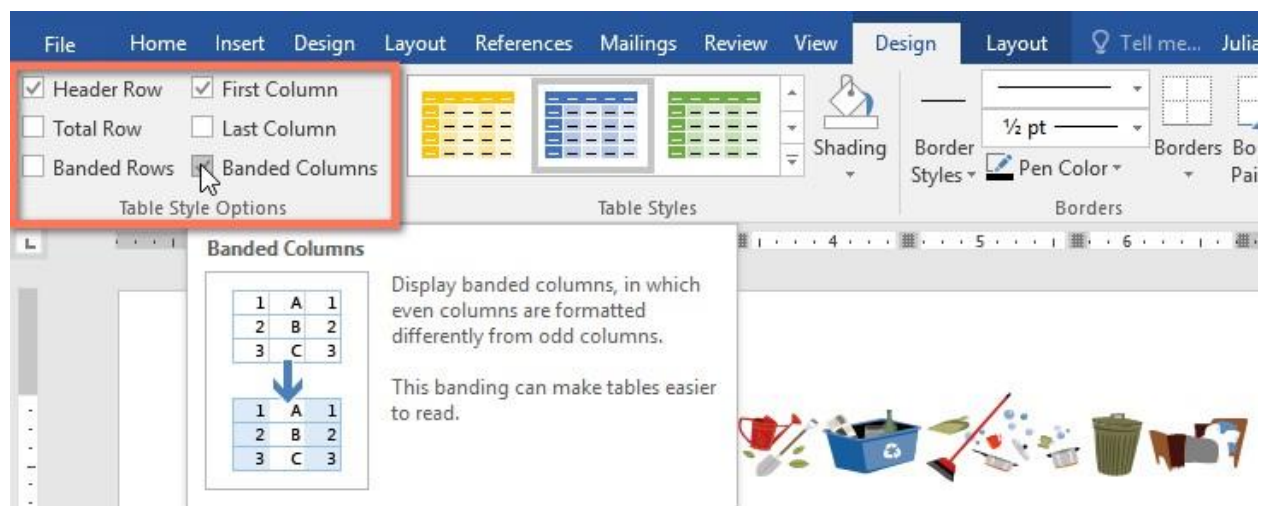 File Home Insert Design Layout References Mailings Review View Design Layout Tell me... Julia
Header Row First Column
Total Row Last Column
Banded Rows Banded Columns
Table Style Options
Table Styles
Shading
Border
Styles
½ pt
Pen Color
Borders
Bo
Pai
Borders
L
4 5 6
Banded Columns
1 A 1
2 B 2
3 C 3
1 A 1
2 B 2
3 C 3
Display banded columns, in which
even columns are formatted
differently from odd columns.
This banding can make tables easier
to read.